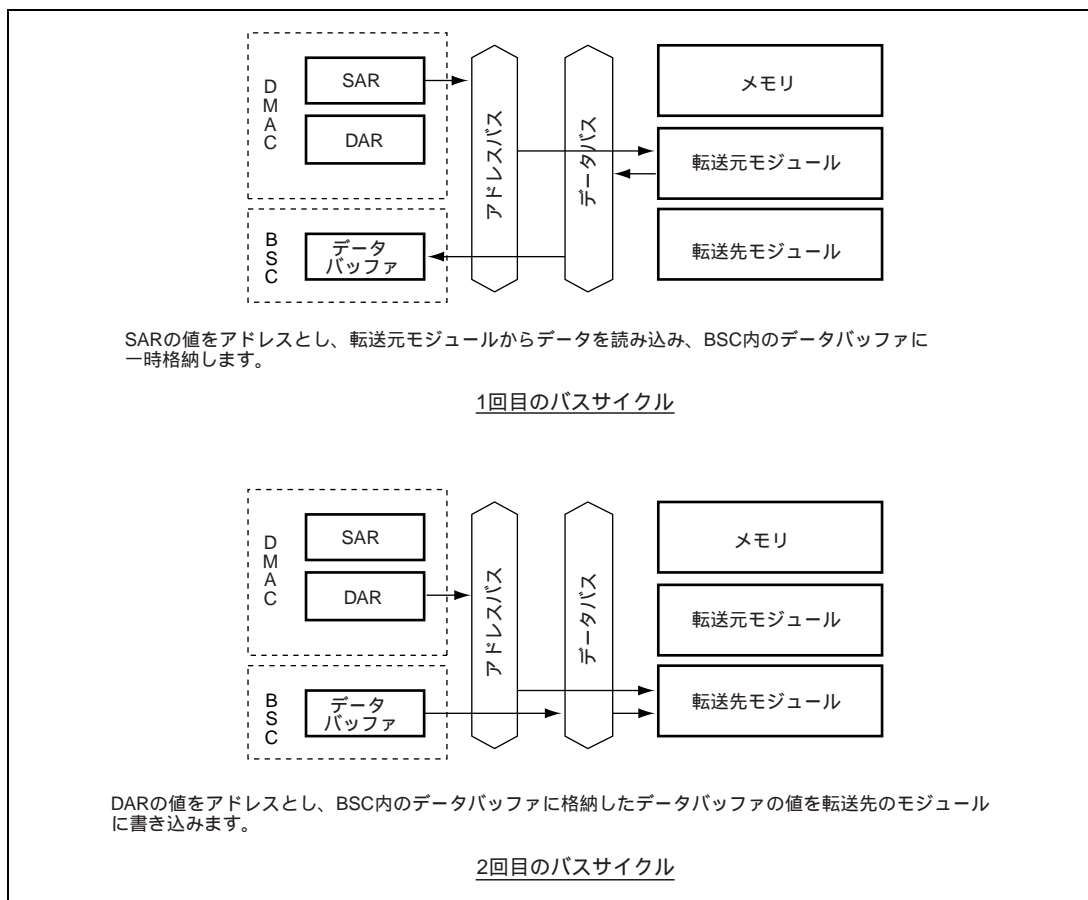 DMAC
SAR
DAR
BSC
データ
バッファ
アドレスバス
データバス
メモリ
転送元モジュール
転送先モジュール
SARの値をアドレスとし、転送元モジュールからデータを読み込み、BSC内のデータバッファに
一時格納します。
1回目のバスサイクル
DMAC
SAR
DAR
BSC
データ
バッファ
アドレスバス
データバス
メモリ
転送元モジュール
転送先モジュール
DARの値をアドレスとし、BSC内のデータバッファに格納したデータバッファの値を転送先のモジュール
に書き込みます。
2回目のバスサイクル